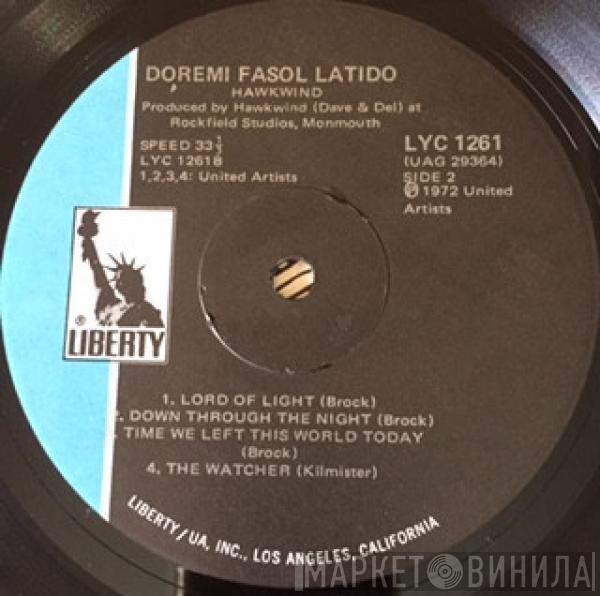 DOREMI FASOL LATIDO
HAWKWIND
Produced by Hawkwind (Dave & Del) at
Rockfield Studios, Monmouth
SPEED 33⅓
LYC 1261B
1,2,3,4: United Artists
LYC 1261
(UAG 29364)
SIDE 2
℗ 1972 United
Artists
® LIBERTY
1. LORD OF LIGHT (Brock)
2. DOWN THROUGH THE NIGHT (Brock)
TIME WE LEFT THIS WORLD TODAY
(Brock)
4. THE WATCHER (Kilmister)
LIBERTY/UA, INC., LOS ANGELES, CALIFORNIA
МАРКЕТ ВИНИЛА